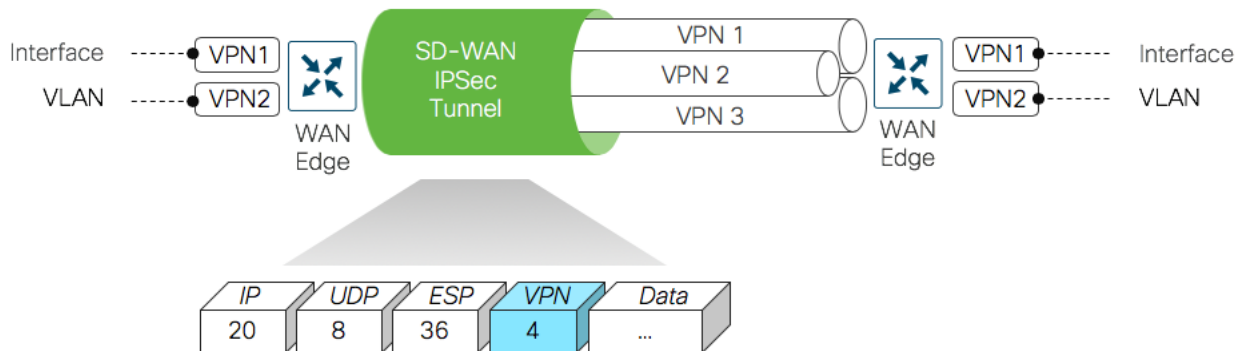 Interface
VLAN
VPN1
VPN2
WAN
Edge
SD-WAN
IPSec
Tunnel
VPN 1
VPN 2
VPN 3
WAN
Edge
VPN1
VPN2
Interface
VLAN
IP UDP ESP VPN Data
20 8 36 4 ...